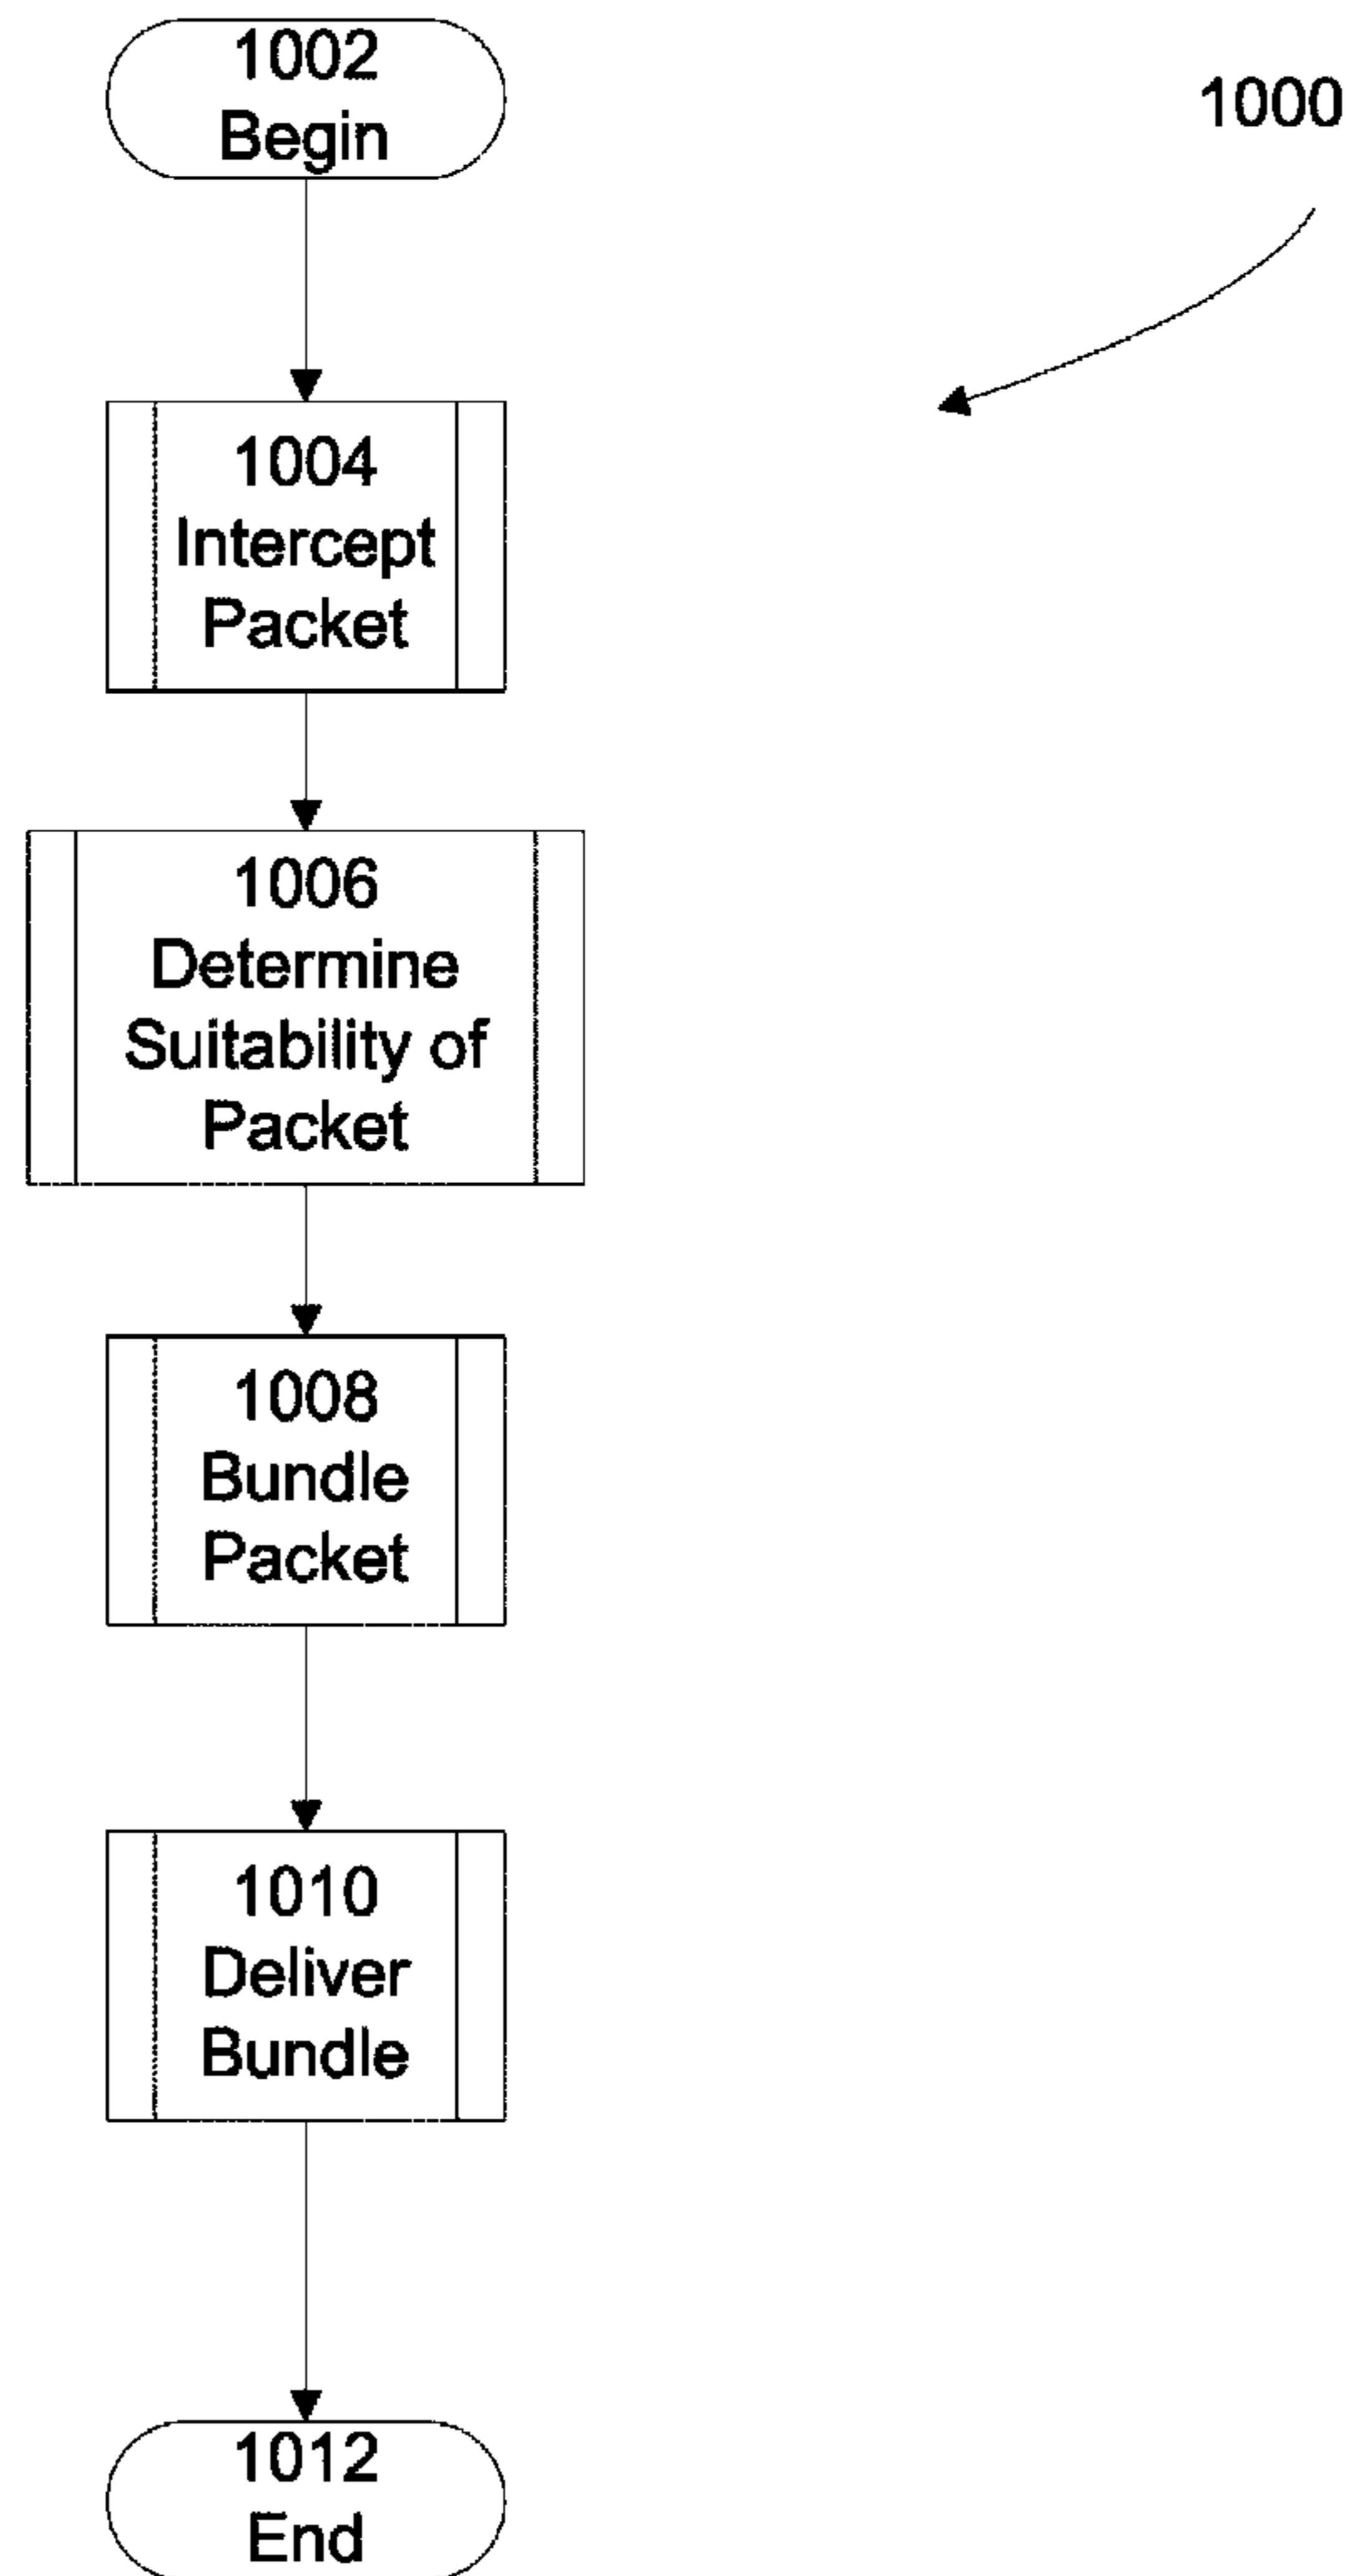 1002
Begin
1000
1004
Intercept
Packet
1006
Determine
Suitability of
Packet
1008
Bundle
Packet
1010
Deliver
Bundle
1012
End